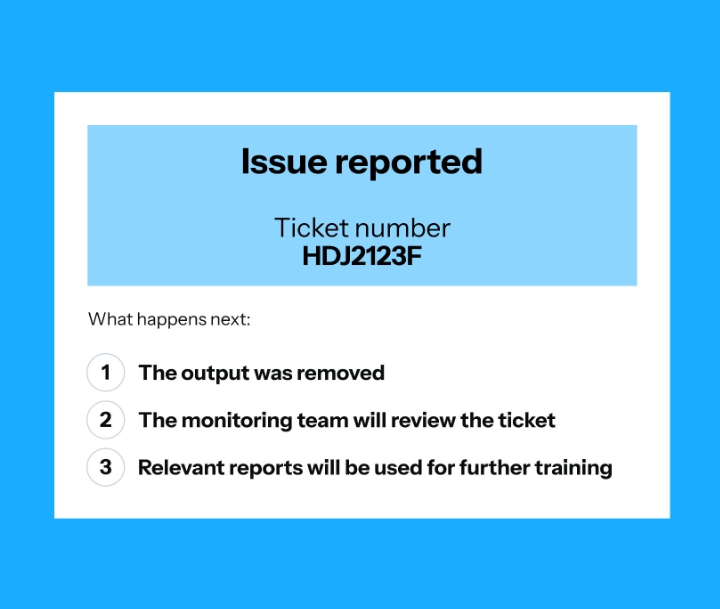 Issue reported
Ticket number
HDJ2123F
What happens next:
1 The output was removed
2 The monitoring team will review the ticket
3 Relevant reports will be used for further training